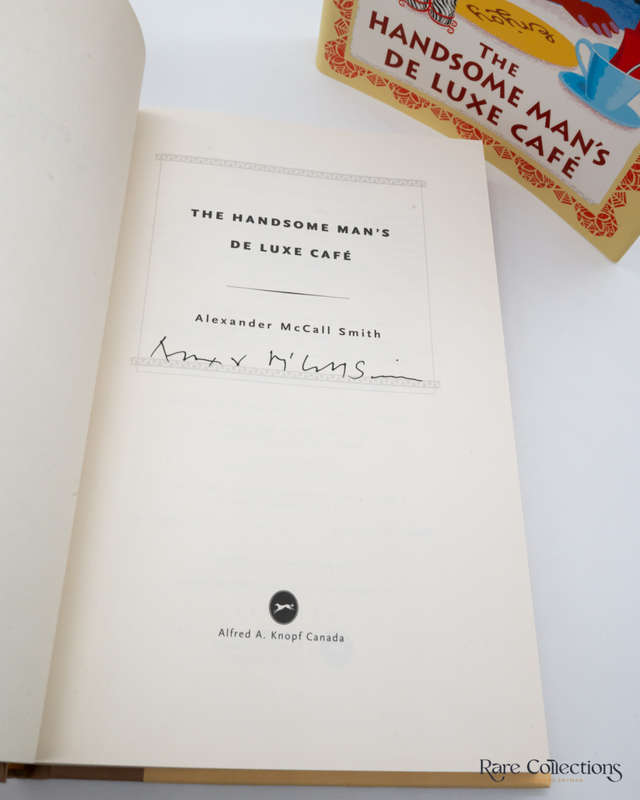 THE
HANDSOME MAN'S
DE LUXE CAFÉ
THE HANDSOME MAN'S
DE LUXE CAFÉ
Alexander McCall Smith
Alfred A. Knopf Canada
Rare Collections